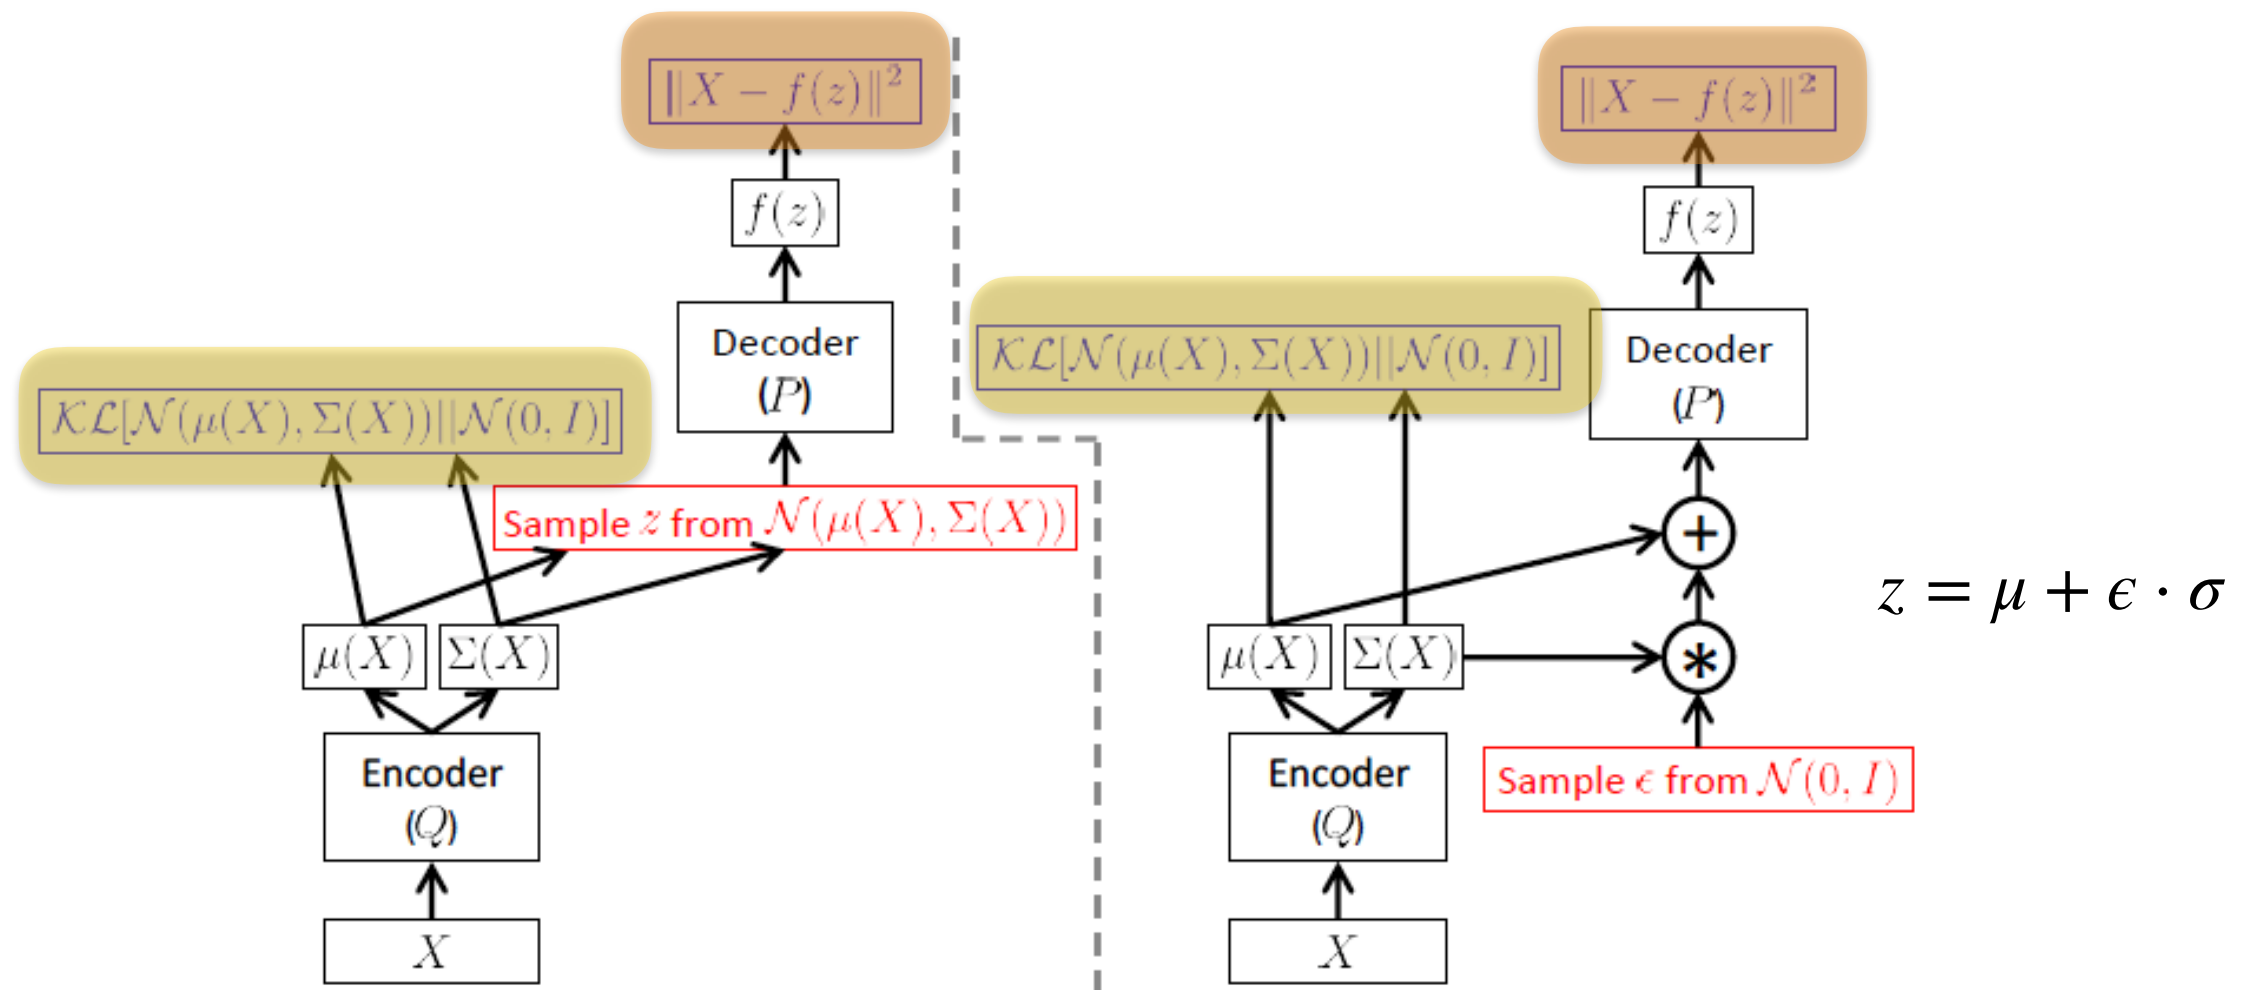 ‖X − f(z)‖²
f(z)
Decoder
(P)
𝒦ℒ[𝒩(μ(X), Σ(X))||𝒩(0, I)]
Sample z from 𝒩(μ(X), Σ(X))
μ(X) Σ(X)
Encoder
(Q)
X
‖X − f(z)‖²
f(z)
𝒦ℒ[𝒩(μ(X), Σ(X))||𝒩(0, I)]
Decoder
(P)
+
z = μ + ϵ · σ
μ(X) Σ(X) *
Encoder
(Q)
Sample ϵ from 𝒩(0, I)
X